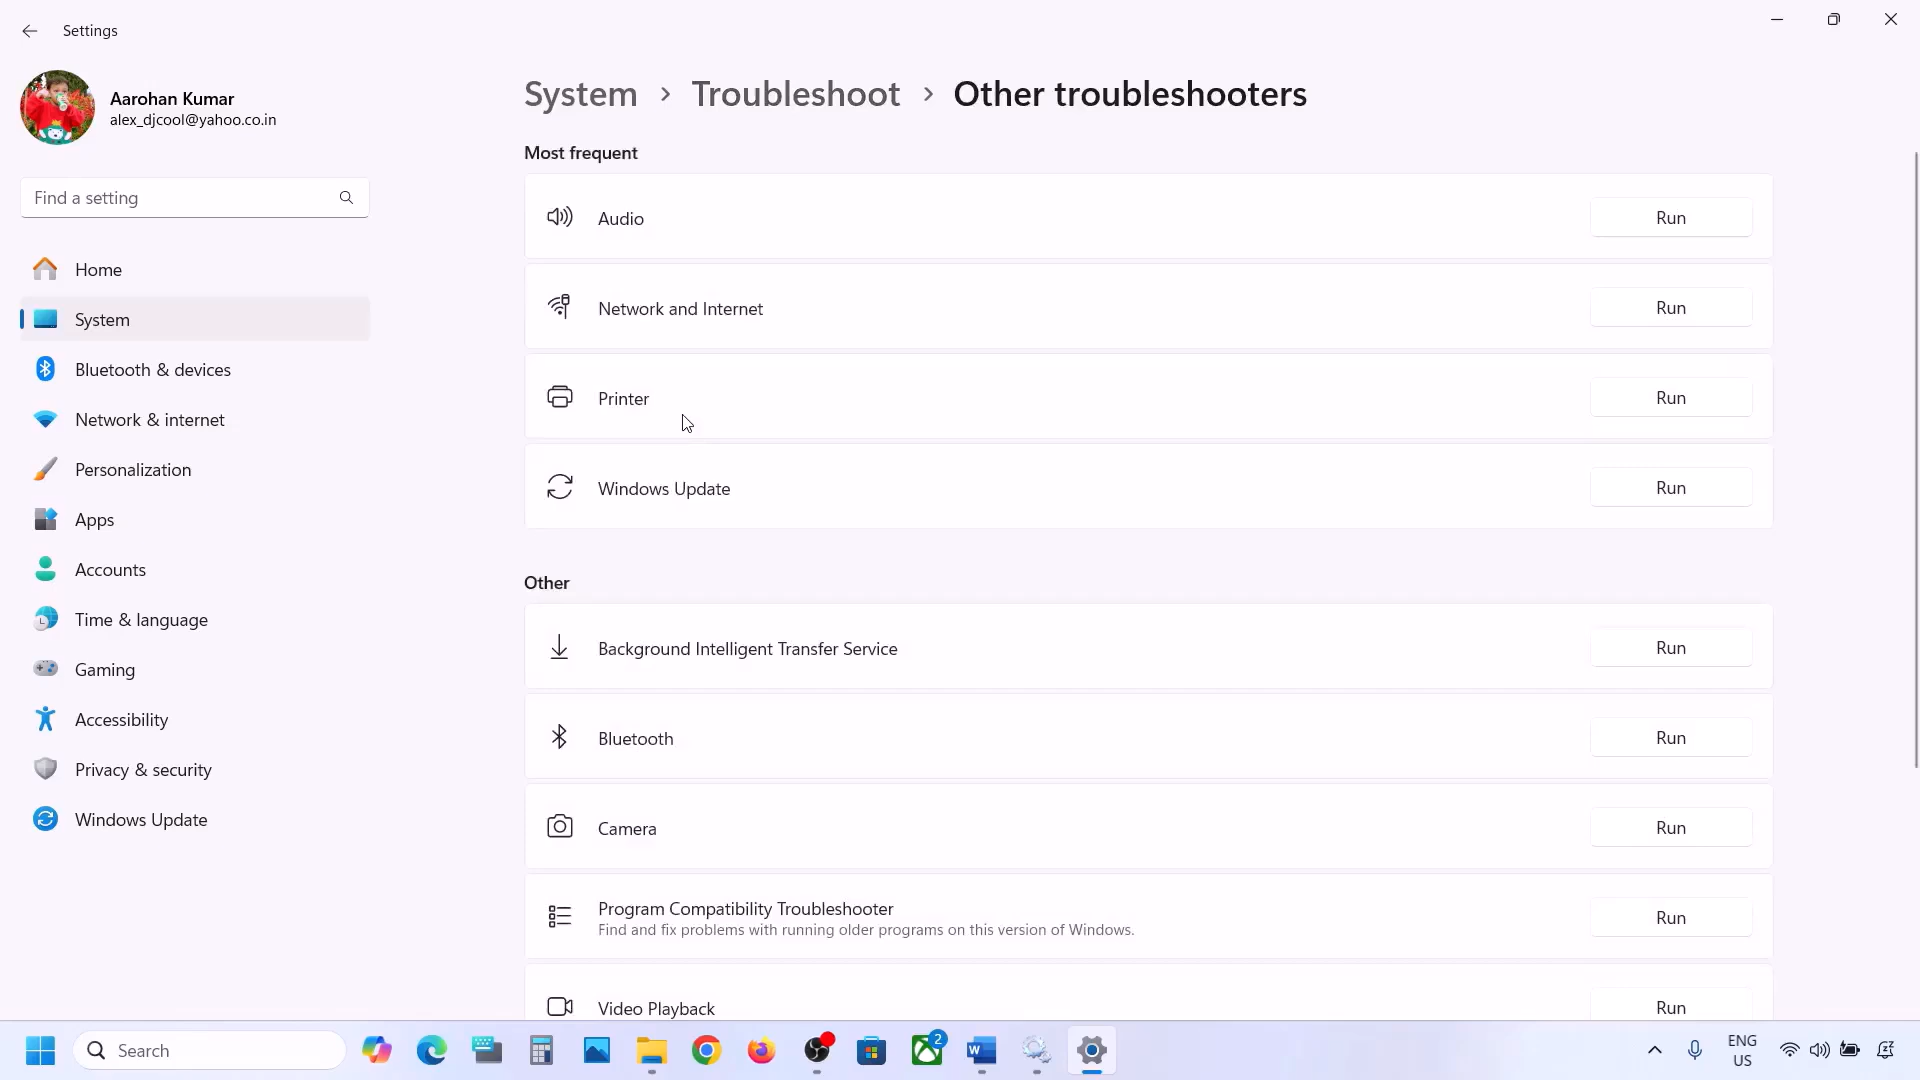 Settings
Aarohan Kumar
alex_djcool@yahoo.co.in
Find a setting
Home
System
Bluetooth & devices
Network & internet
Personalization
Apps
Accounts
Time & language
Gaming
Accessibility
Privacy & security
Windows Update
System > Troubleshoot > Other troubleshooters
Most frequent
Audio Run
Network and Internet Run
Printer Run
Windows Update Run
Other
Background Intelligent Transfer Service Run
Bluetooth Run
Camera Run
Program Compatibility Troubleshooter Run
Find and fix problems with running older programs on this version of Windows.
Video Playback Run
Search
2
ENG
US